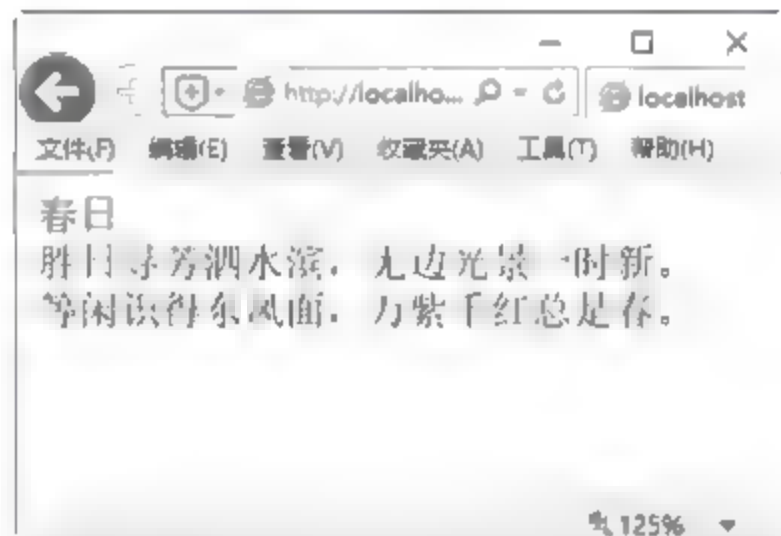 http://localho... localhost
文件(F) 编辑(E) 查看(V) 收藏夹(A) 工具(T) 帮助(H)
春日
胜日寻芳泗水滨，无边光景一时新。
等闲识得东风面，万紫千红总是春。
125%